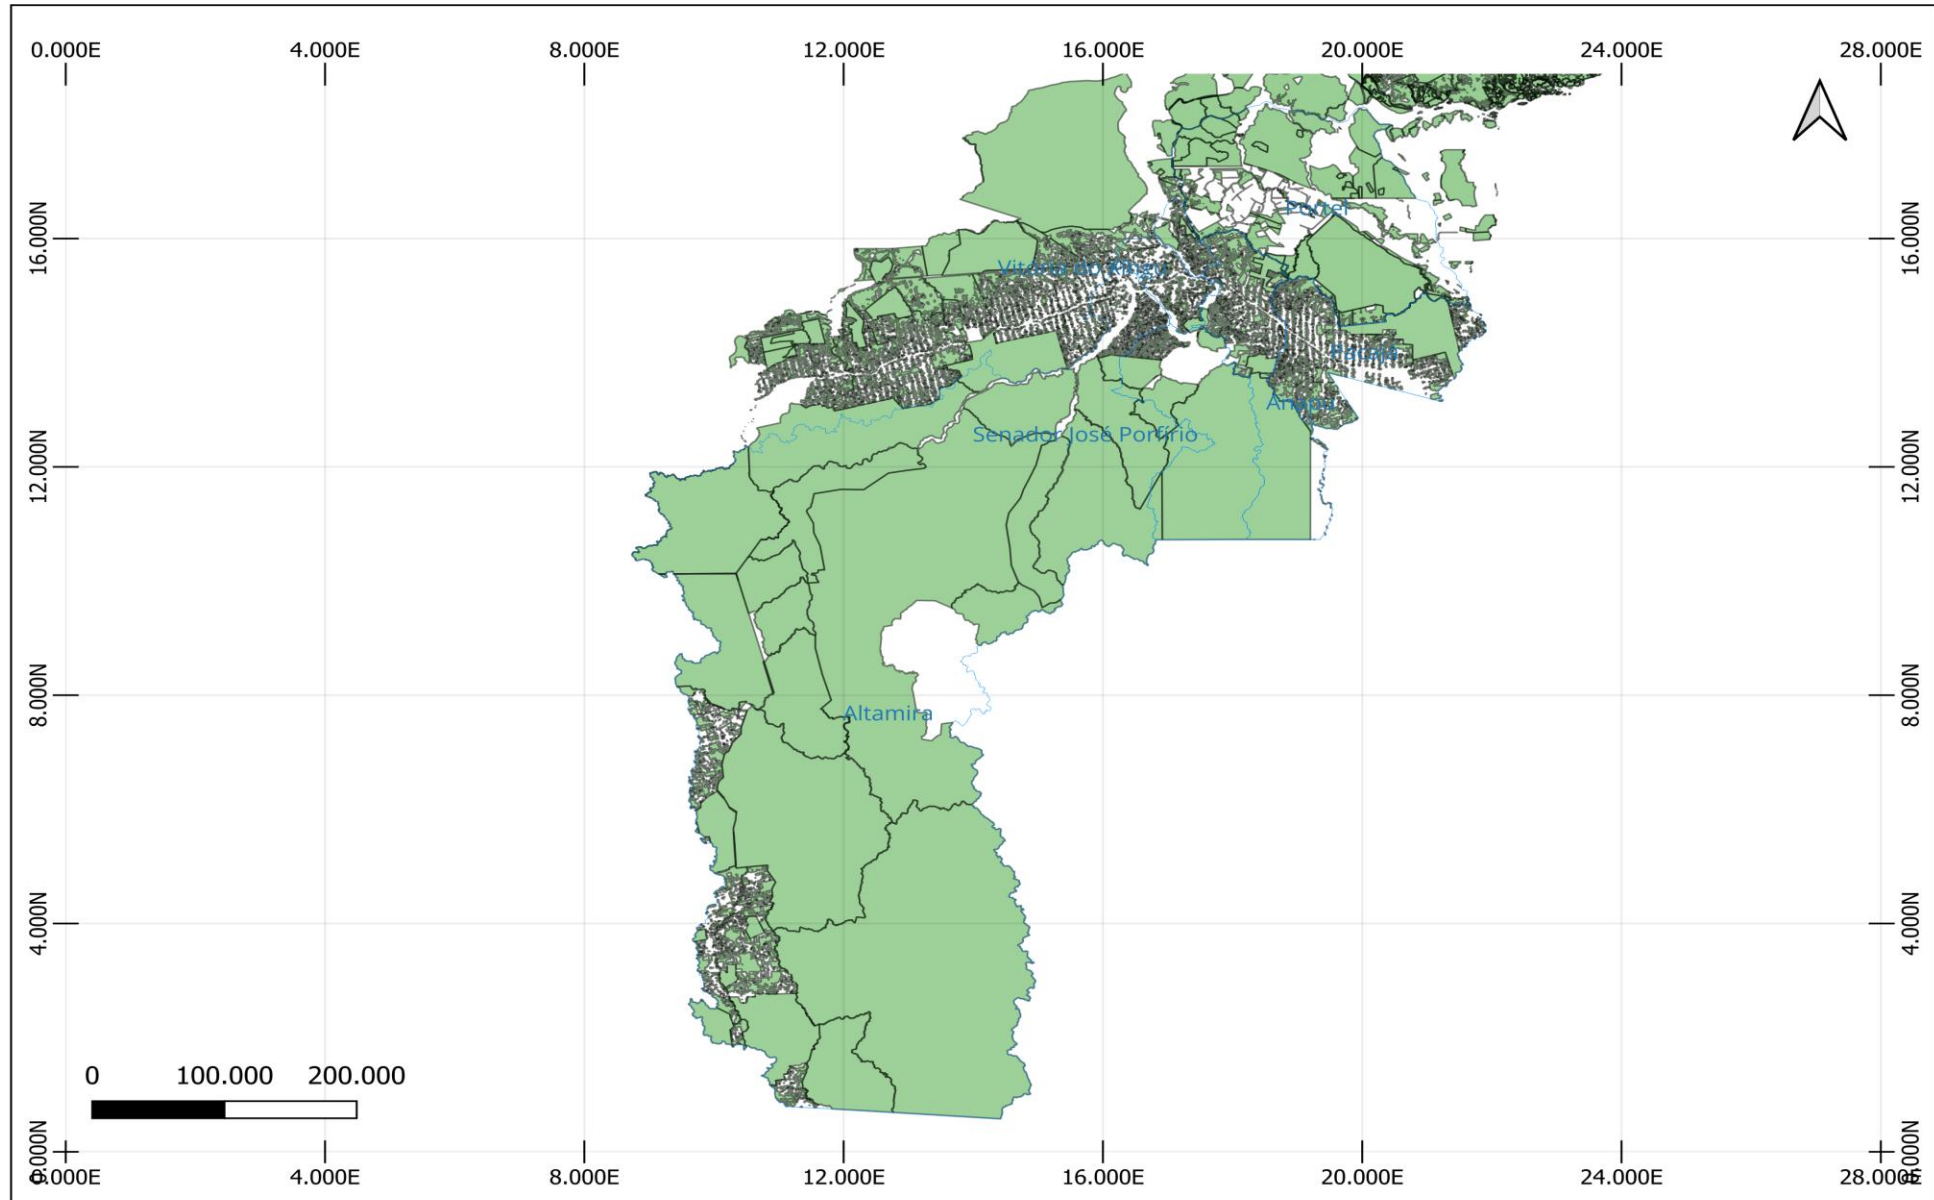 0.000E 4.000E 8.000E 12.000E 16.000E 20.000E 24.000E 28.000E
16.000N 16.000N
Portel
Vitória do Xingu
Pacajá
Anapu
Senador José Porfírio
12.000N 12.000N
8.000N 8.000N
Altamira
4.000N 4.000N
0 100.000 200.000
0.000N 0.000N
0.000E 4.000E 8.000E 12.000E 16.000E 20.000E 24.000E 28.000E